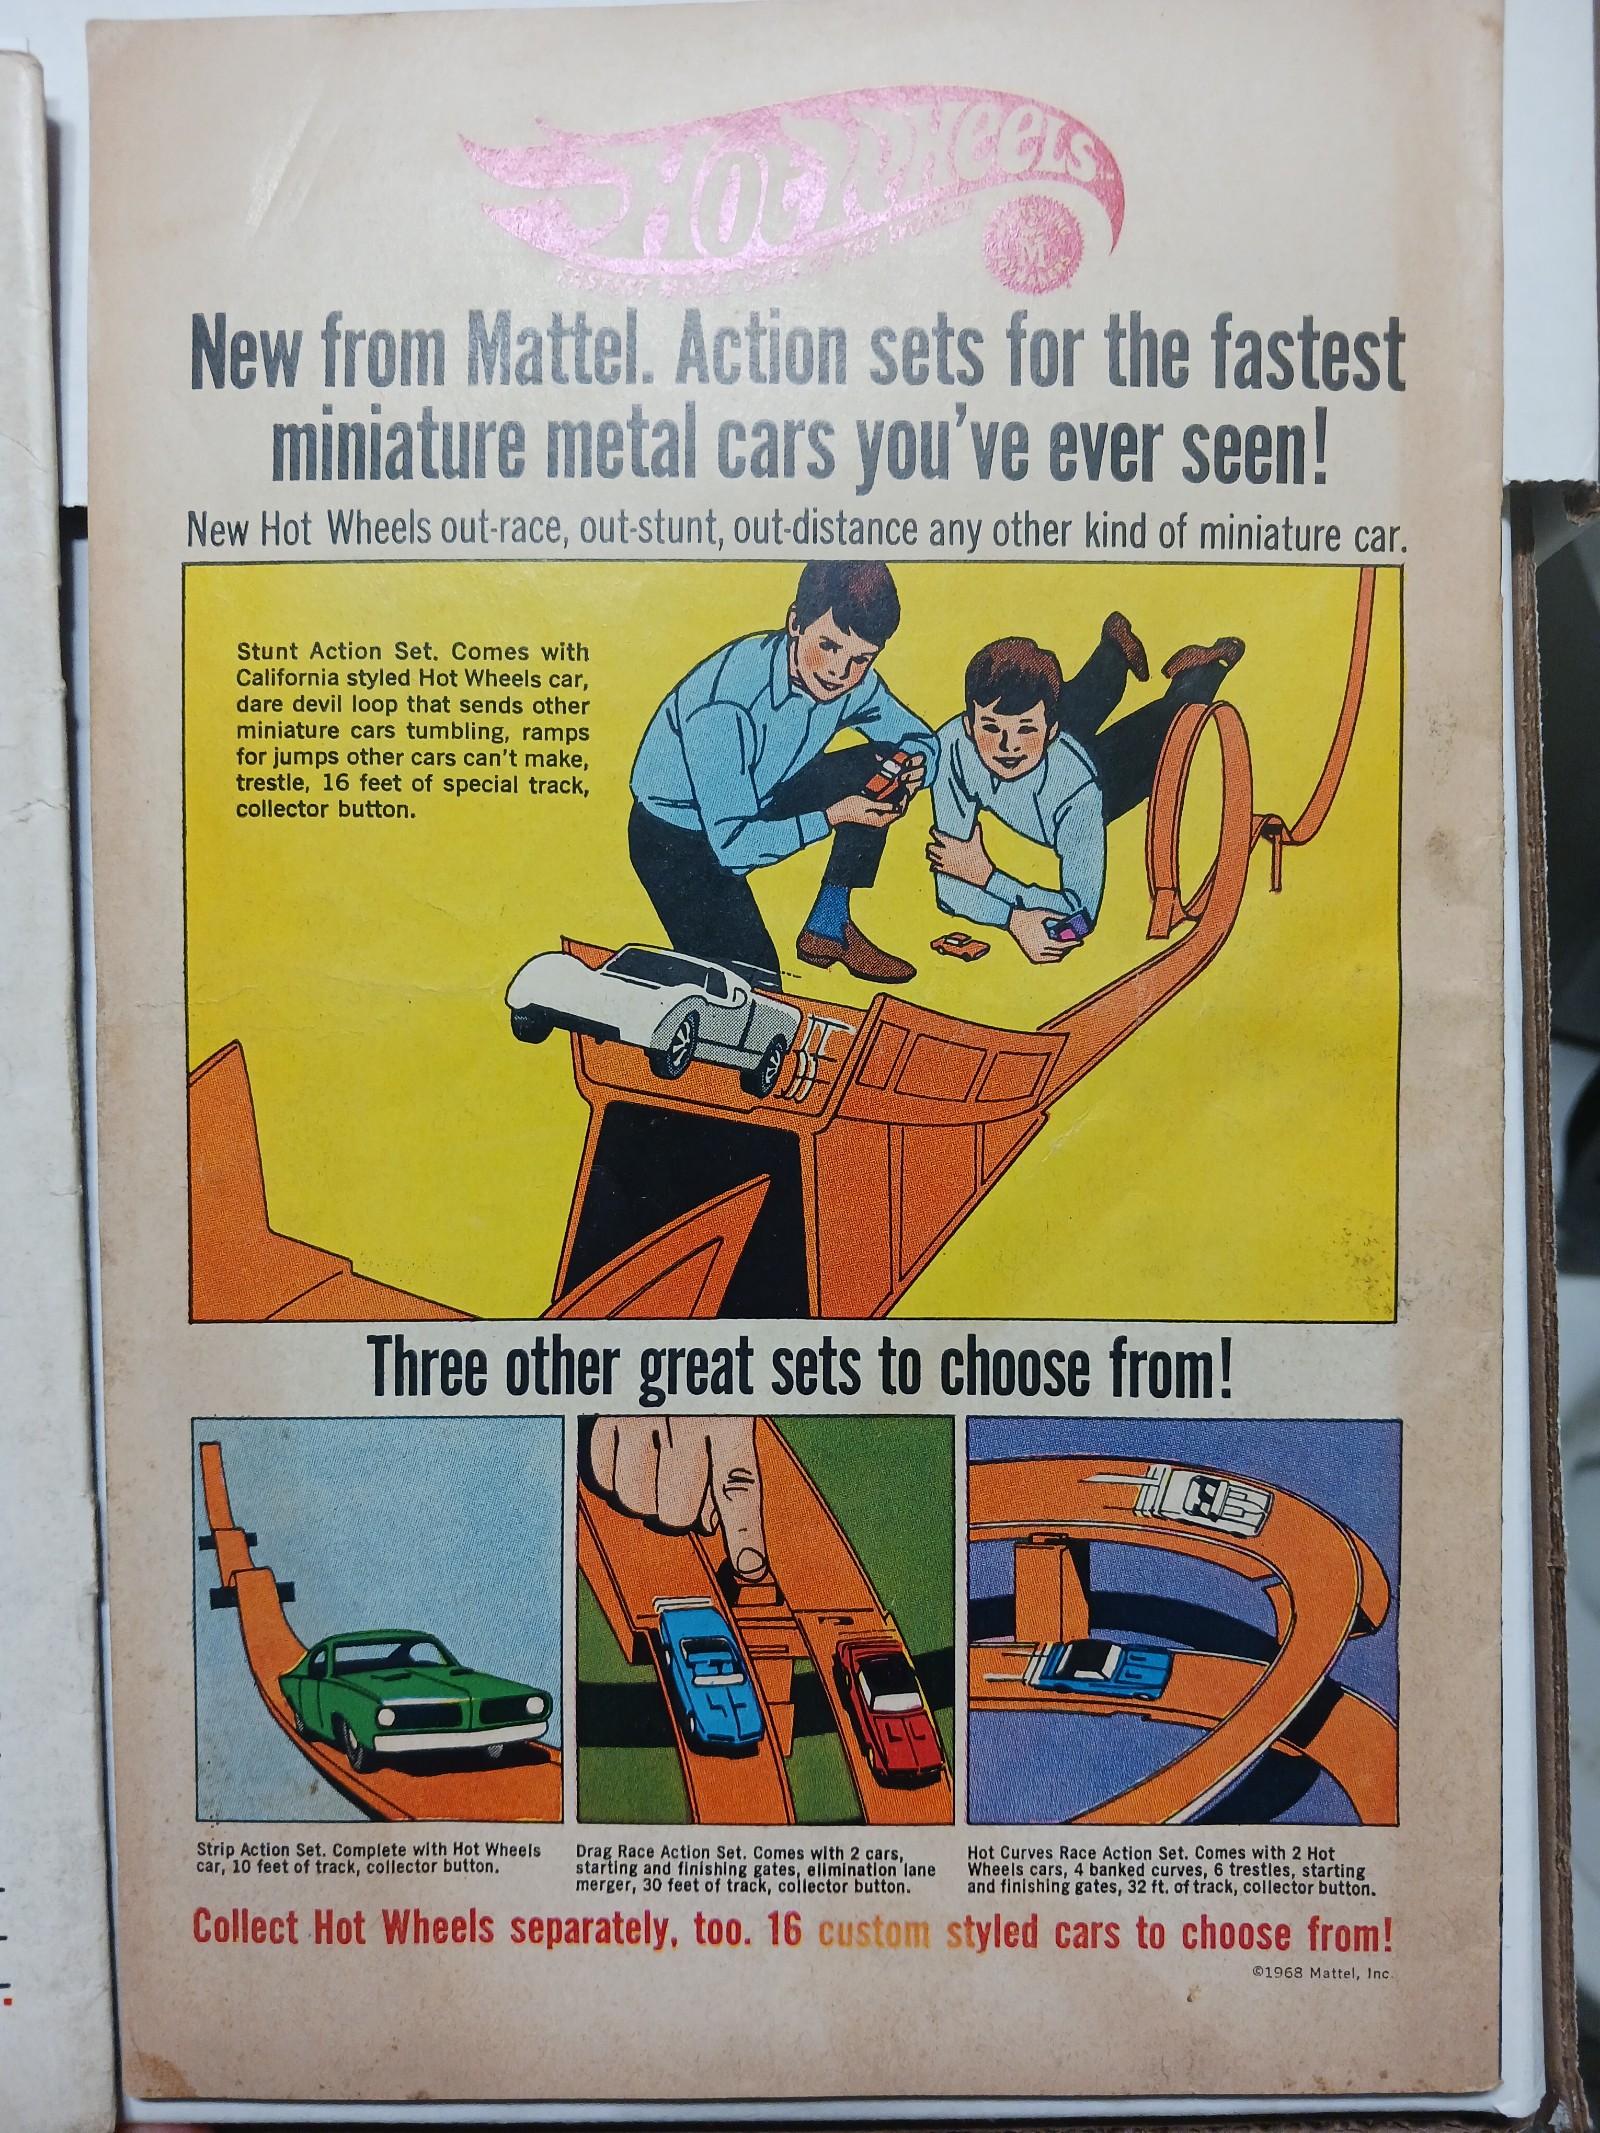 Hot Wheels
FASTEST METAL CARS IN THE WORLD
M
New from Mattel. Action sets for the fastest
miniature metal cars you've ever seen!
New Hot Wheels out-race, out-stunt, out-distance any other kind of miniature car.
Stunt Action Set. Comes with
California styled Hot Wheels car,
dare devil loop that sends other
miniature cars tumbling, ramps
for jumps other cars can't make,
trestle, 16 feet of special track,
collector button.
Three other great sets to choose from!
Strip Action Set. Complete with Hot Wheels
car, 10 feet of track, collector button.
Drag Race Action Set. Comes with 2 cars,
starting and finishing gates, elimination lane
merger, 30 feet of track, collector button.
Hot Curves Race Action Set. Comes with 2 Hot
Wheels cars, 4 banked curves, 6 trestles, starting
and finishing gates, 32 ft. of track, collector button.
Collect Hot Wheels separately, too. 16 custom styled cars to choose from!
©1968 Mattel, Inc.